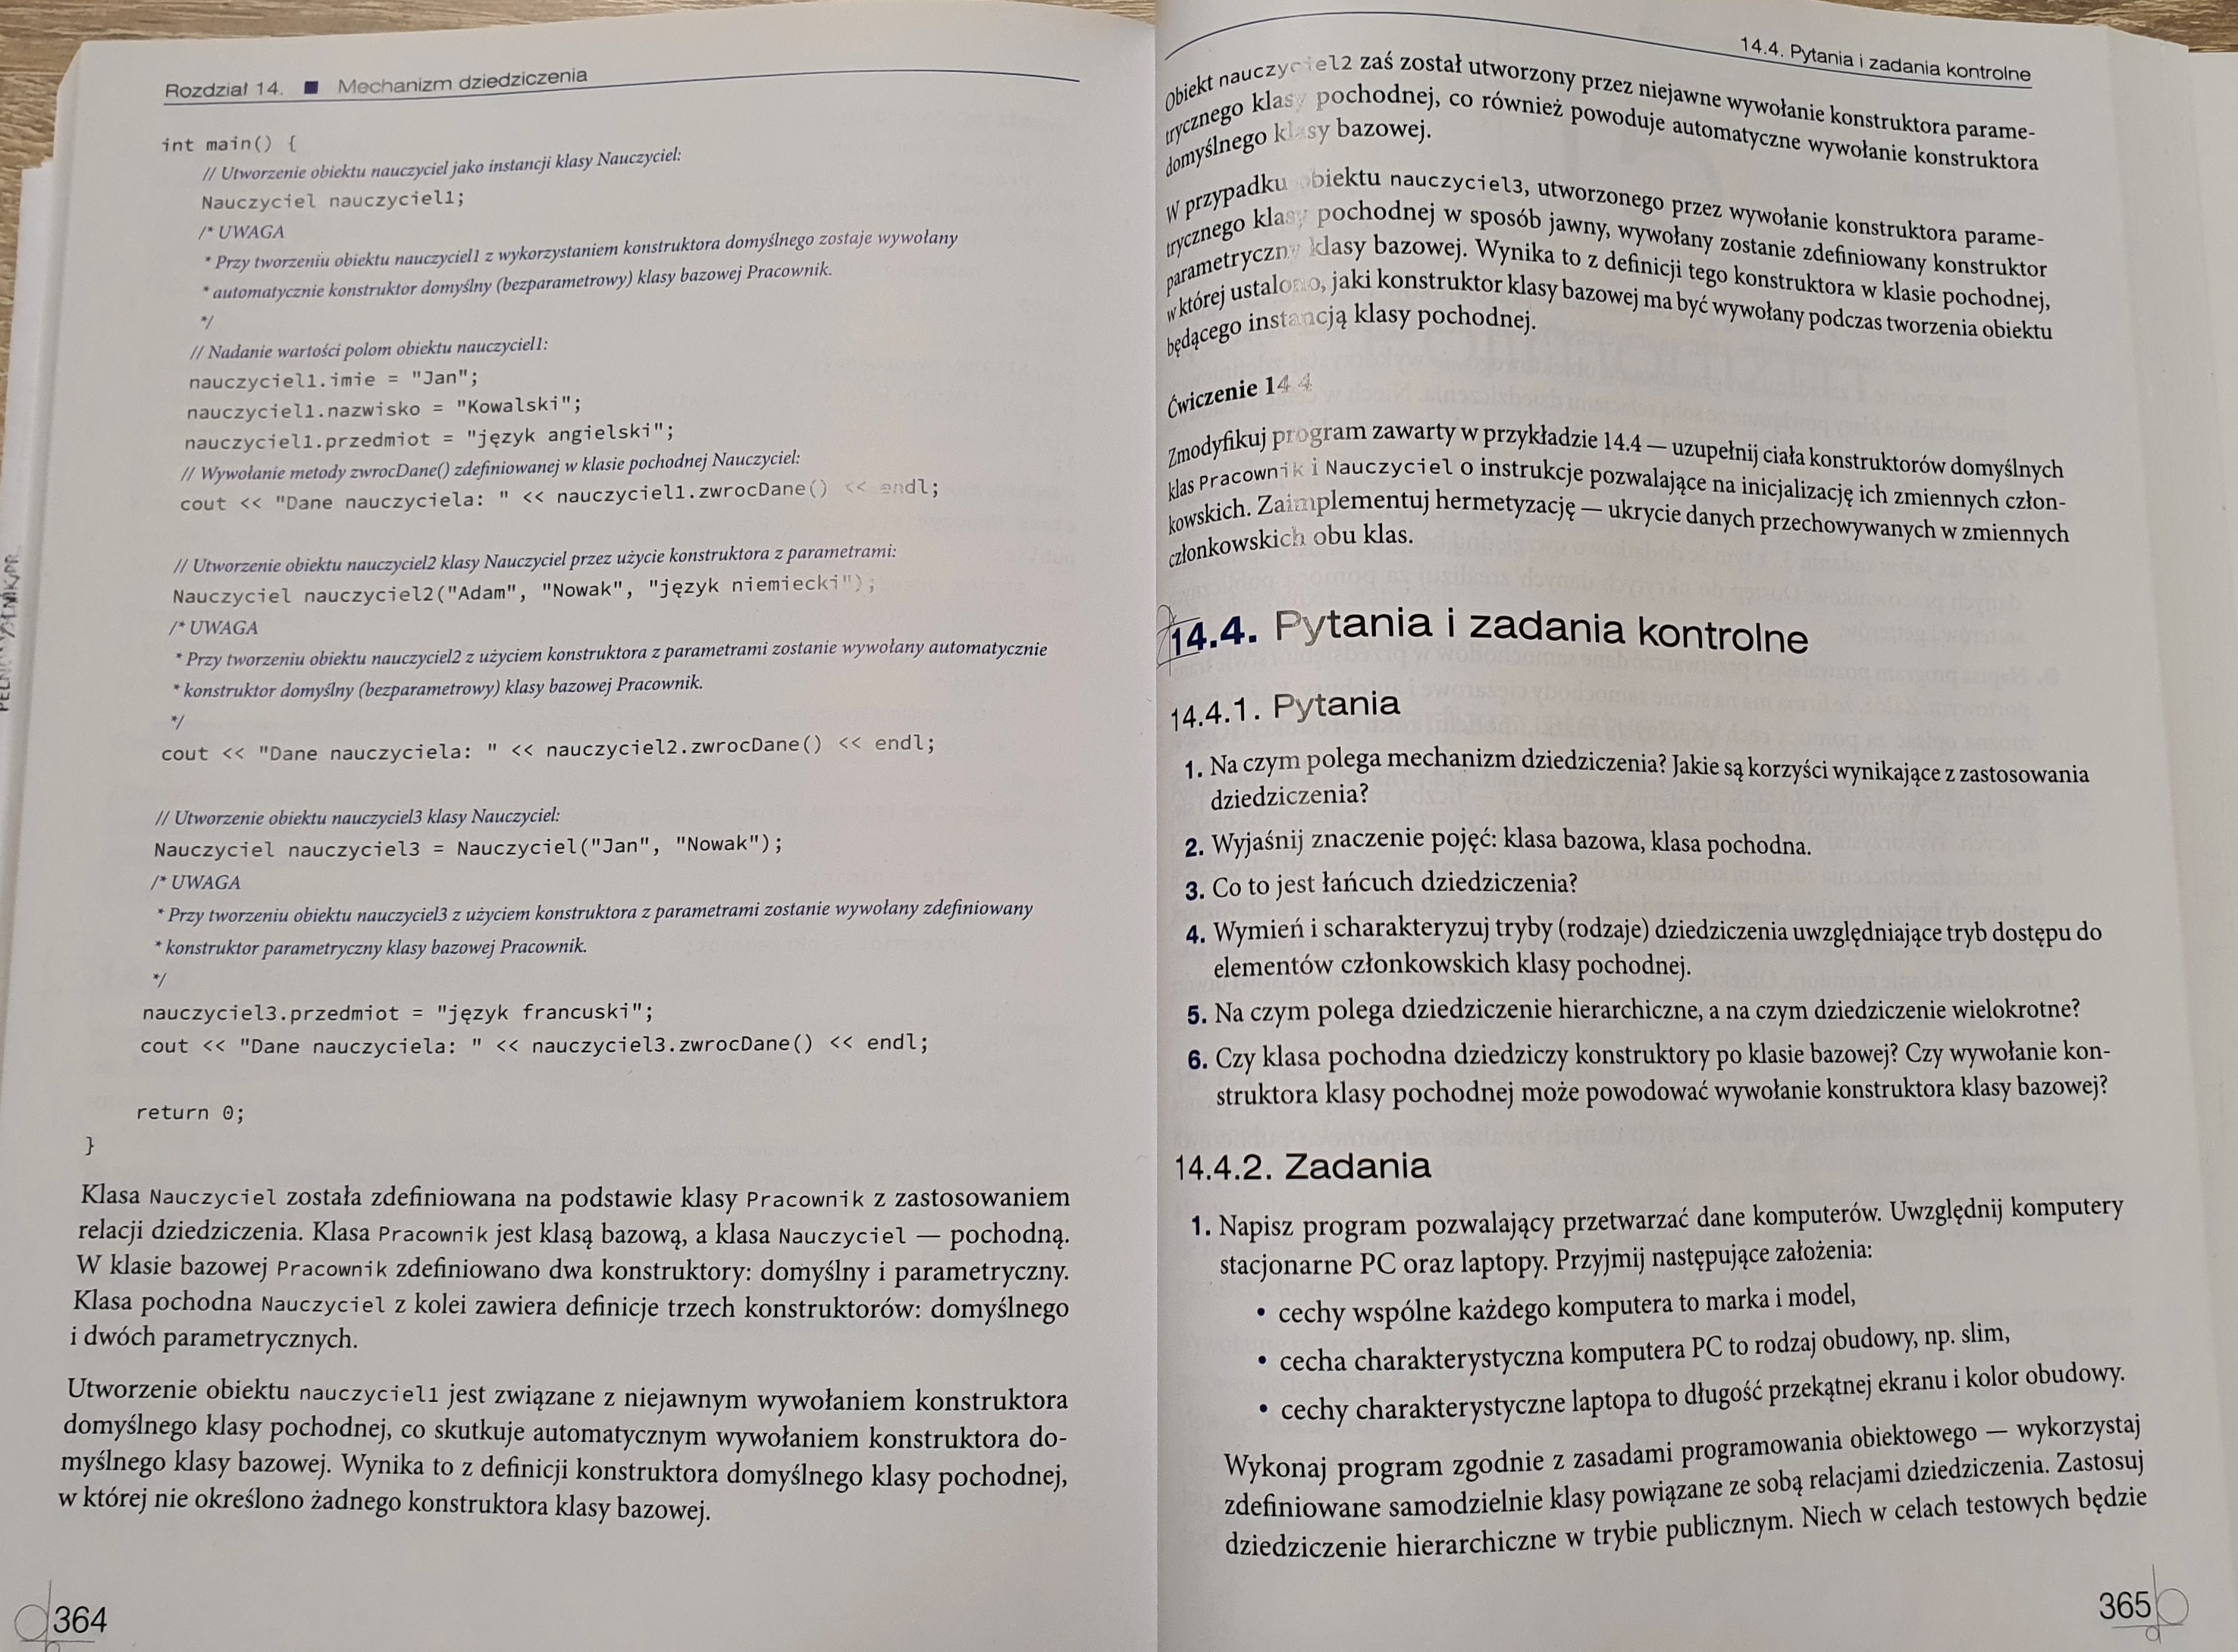 Rozdział 14. ■ Mechanizm dziedziczenia
int main() {
// Utworzenie obiektu nauczyciel jako instancji klasy Nauczyciel:
Nauczyciel nauczyciel1;
/* UWAGA
* Przy tworzeniu obiektu nauczyciel1 z wykorzystaniem konstruktora domyślnego zostaje wywołany
* automatycznie konstruktor domyślny (bezparametrowy) klasy bazowej Pracownik.
*/
// Nadanie wartości polom obiektu nauczyciel1:
nauczyciel1.imie = "Jan";
nauczyciel1.nazwisko = "Kowalski";
nauczyciel1.przedmiot = "język angielski";
// Wywołanie metody zwrocDane() zdefiniowanej w klasie pochodnej Nauczyciel:
cout << "Dane nauczyciela: " << nauczyciel1.zwrocDane() << endl;
// Utworzenie obiektu nauczyciel2 klasy Nauczyciel przez użycie konstruktora z parametrami:
Nauczyciel nauczyciel2("Adam", "Nowak", "język niemiecki");
/* UWAGA
* Przy tworzeniu obiektu nauczyciel2 z użyciem konstruktora z parametrami zostanie wywołany automatycznie
* konstruktor domyślny (bezparametrowy) klasy bazowej Pracownik.
*/
cout << "Dane nauczyciela: " << nauczyciel2.zwrocDane() << endl;
// Utworzenie obiektu nauczyciel3 klasy Nauczyciel:
Nauczyciel nauczyciel3 = Nauczyciel("Jan", "Nowak");
/* UWAGA
* Przy tworzeniu obiektu nauczyciel3 z użyciem konstruktora z parametrami zostanie wywołany zdefiniowany
* konstruktor parametryczny klasy bazowej Pracownik.
*/
nauczyciel3.przedmiot = "język francuski";
cout << "Dane nauczyciela: " << nauczyciel3.zwrocDane() << endl;
return 0;
}
Klasa Nauczyciel została zdefiniowana na podstawie klasy Pracownik z zastosowaniem
relacji dziedziczenia. Klasa Pracownik jest klasą bazową, a klasa Nauczyciel — pochodną.
W klasie bazowej Pracownik zdefiniowano dwa konstruktory: domyślny i parametryczny.
Klasa pochodna Nauczyciel z kolei zawiera definicje trzech konstruktorów: domyślnego
i dwóch parametrycznych.
Utworzenie obiektu nauczyciel1 jest związane z niejawnym wywołaniem konstruktora
domyślnego klasy pochodnej, co skutkuje automatycznym wywołaniem konstruktora do-
myślnego klasy bazowej. Wynika to z definicji konstruktora domyślnego klasy pochodnej,
w której nie określono żadnego konstruktora klasy bazowej.
364
14.4. Pytania i zadania kontrolne
Obiekt nauczyciel2 zaś został utworzony przez niejawne wywołanie konstruktora parame-
trycznego klasy pochodnej, co również powoduje automatyczne wywołanie konstruktora
domyślnego klasy bazowej.
W przypadku obiektu nauczyciel3, utworzonego przez wywołanie konstruktora parame-
trycznego klasy pochodnej w sposób jawny, wywołany zostanie zdefiniowany konstruktor
parametryczny klasy bazowej. Wynika to z definicji tego konstruktora w klasie pochodnej,
w której ustalono, jaki konstruktor klasy bazowej ma być wywołany podczas tworzenia obiektu
będącego instancją klasy pochodnej.
Ćwiczenie 14.4
Zmodyfikuj program zawarty w przykładzie 14.4 — uzupełnij ciała konstruktorów domyślnych
klas Pracownik i Nauczyciel o instrukcje pozwalające na inicjalizację ich zmiennych człon-
kowskich. Zaimplementuj hermetyzację — ukrycie danych przechowywanych w zmiennych
członkowskich obu klas.
14.4. Pytania i zadania kontrolne
14.4.1. Pytania
1. Na czym polega mechanizm dziedziczenia? Jakie są korzyści wynikające z zastosowania
dziedziczenia?
2. Wyjaśnij znaczenie pojęć: klasa bazowa, klasa pochodna.
3. Co to jest łańcuch dziedziczenia?
4. Wymień i scharakteryzuj tryby (rodzaje) dziedziczenia uwzględniające tryb dostępu do
elementów członkowskich klasy pochodnej.
5. Na czym polega dziedziczenie hierarchiczne, a na czym dziedziczenie wielokrotne?
6. Czy klasa pochodna dziedziczy konstruktory po klasie bazowej? Czy wywołanie kon-
struktora klasy pochodnej może powodować wywołanie konstruktora klasy bazowej?
14.4.2. Zadania
1. Napisz program pozwalający przetwarzać dane komputerów. Uwzględnij komputery
stacjonarne PC oraz laptopy. Przyjmij następujące założenia:
• cechy wspólne każdego komputera to marka i model,
• cecha charakterystyczna komputera PC to rodzaj obudowy, np. slim,
• cechy charakterystyczne laptopa to długość przekątnej ekranu i kolor obudowy.
Wykonaj program zgodnie z zasadami programowania obiektowego — wykorzystaj
zdefiniowane samodzielnie klasy powiązane ze sobą relacjami dziedziczenia. Zastosuj
dziedziczenie hierarchiczne w trybie publicznym. Niech w celach testowych będzie
365